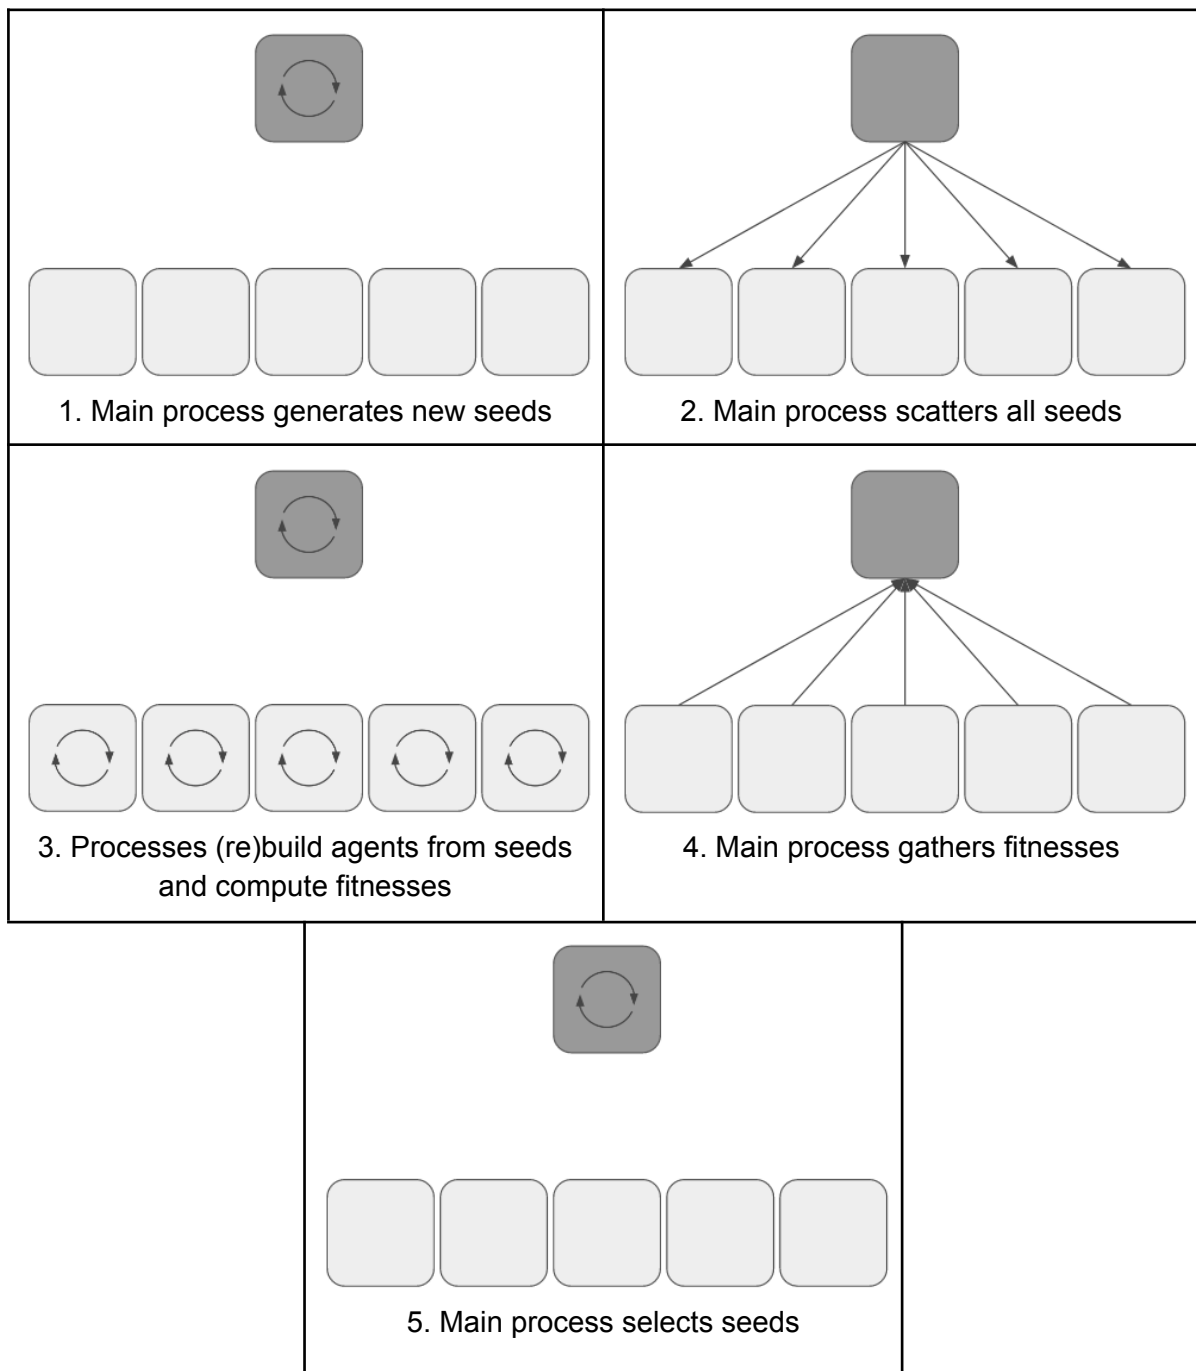 1. Main process generates new seeds
2. Main process scatters all seeds
3. Processes (re)build agents from seeds
and compute fitnesses
4. Main process gathers fitnesses
5. Main process selects seeds